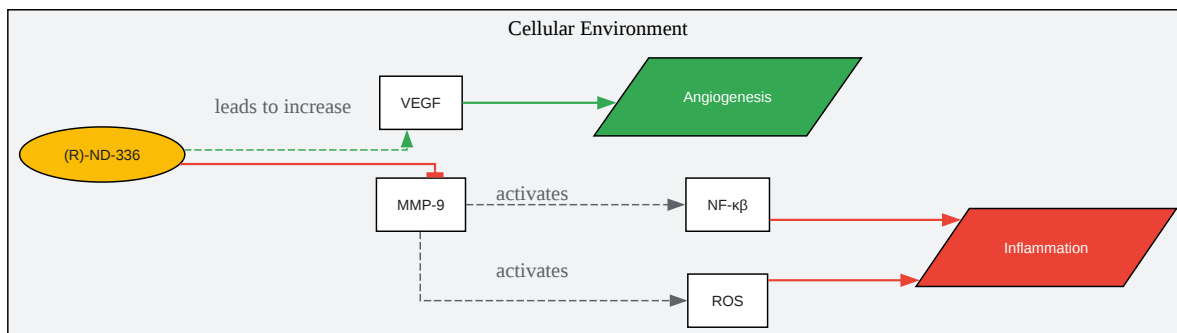 Cellular Environment
leads to increase
VEGF
Angiogenesis
(R)-ND-336
MMP-9
activates
NF-κβ
Inflammation
activates
ROS